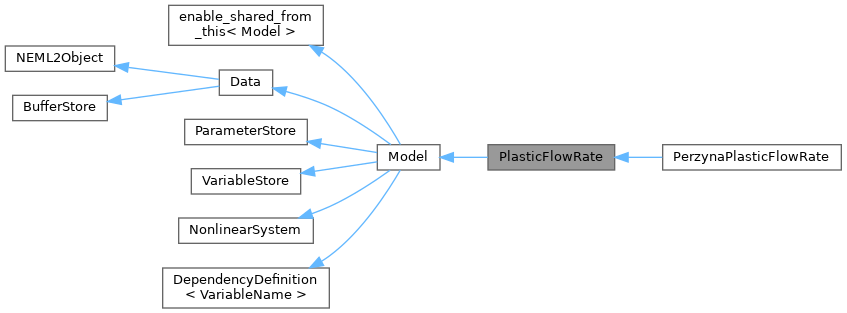 enable_shared_from
_this< Model >
NEML2Object
Data
BufferStore
ParameterStore
Model
PlasticFlowRate
PerzynaPlasticFlowRate
VariableStore
NonlinearSystem
DependencyDefinition
< VariableName >